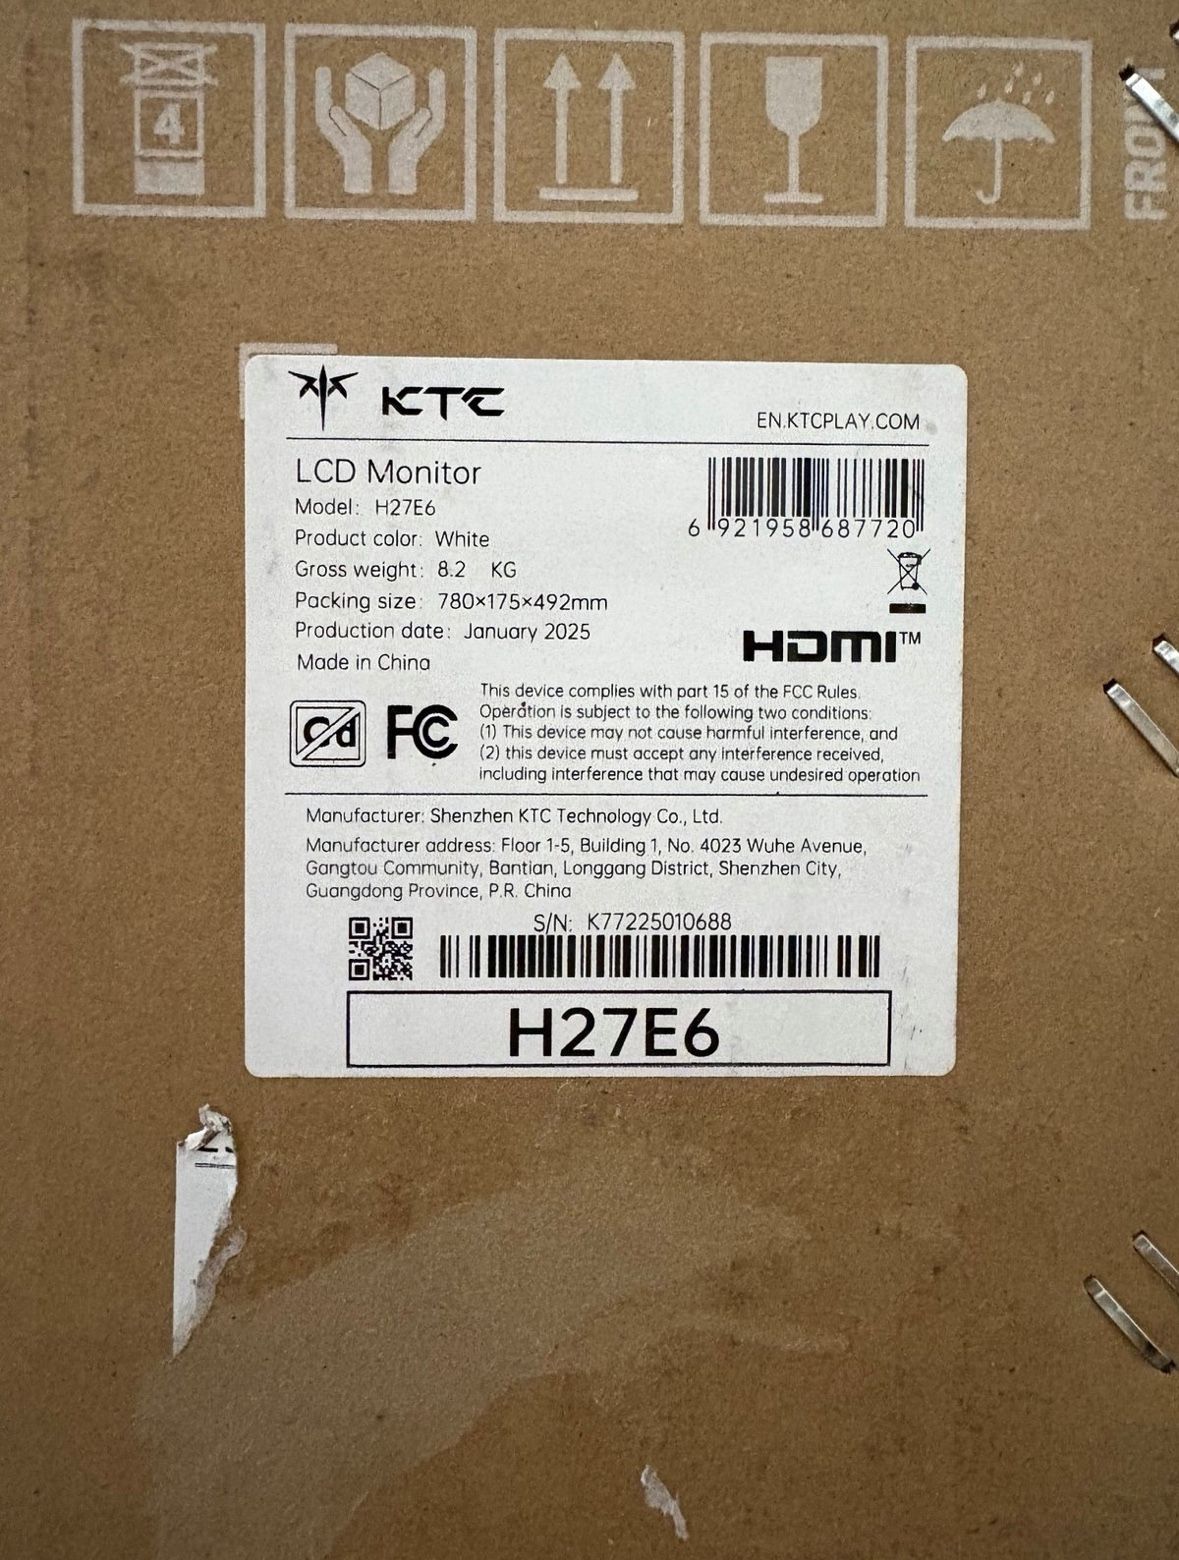 4
FRONT
KTC
EN.KTCPLAY.COM
LCD Monitor
Model: H27E6
Product color: White
Gross weight: 8.2 KG
Packing size: 780×175×492mm
Production date: January 2025
Made in China
6 921958 687720
HDMI™
Cd
FC
This device complies with part 15 of the FCC Rules.
Operation is subject to the following two conditions:
(1) This device may not cause harmful interference, and
(2) this device must accept any interference received,
including interference that may cause undesired operation
Manufacturer: Shenzhen KTC Technology Co., Ltd.
Manufacturer address: Floor 1-5, Building 1, No. 4023 Wuhe Avenue,
Gangtou Community, Bantian, Longgang District, Shenzhen City,
Guangdong Province, P.R. China
S/N: K77225010688
H27E6